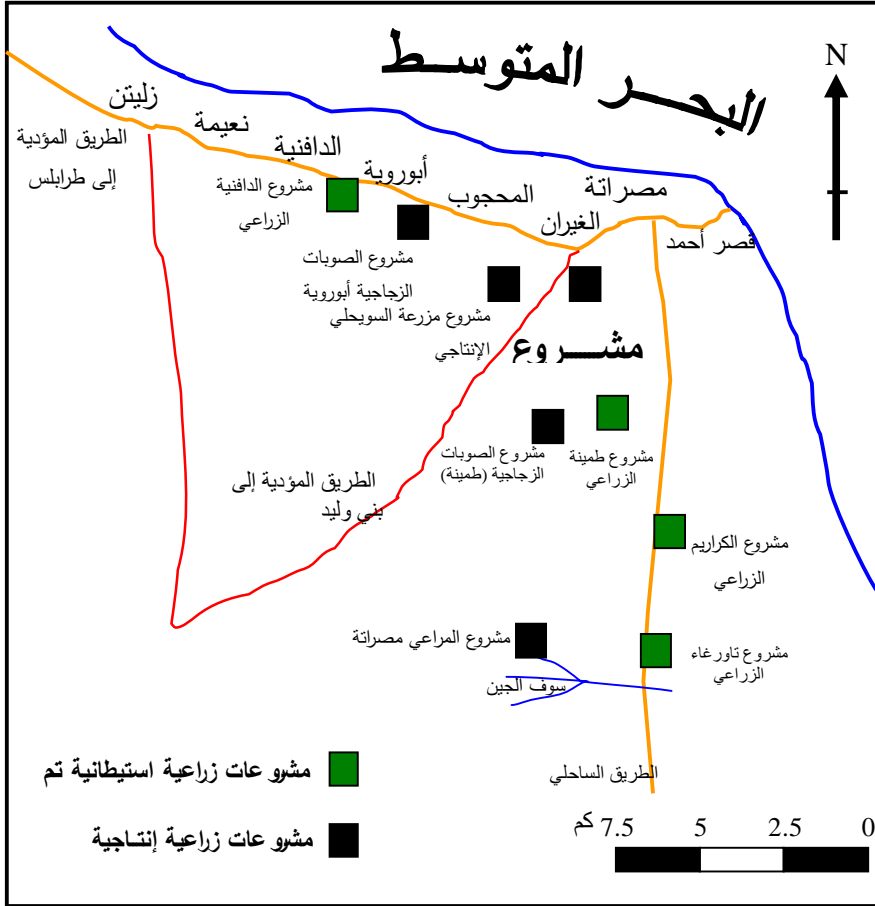 البحر المتوسط
N
زليتن
نعيمة
الدافنية
أبوروية
المحجوب
مصراتة
الغيران
قصر أحمد
الطريق المؤدية
إلى طرابلس
مشروع الدافنية
الزراعي
مشروع الصوبات
الزجاجية أبوروية
مشروع مزرعة السويحلي
الإنتاجي
مشـــروع
مشروع الصوبات
الزجاجية (طمينة)
مشروع طمينة
الزراعي
الطريق المؤدية إلى
بني وليد
مشروع الكراريم
الزراعي
مشروع المراعي مصراتة
مشروع تاورغاء
الزراعي
سوف الجين
الطريق الساحلي
مشروعات زراعية استيطانية تم
مشروعات زراعية إنتاجية
كم 7.5 5 2.5 0